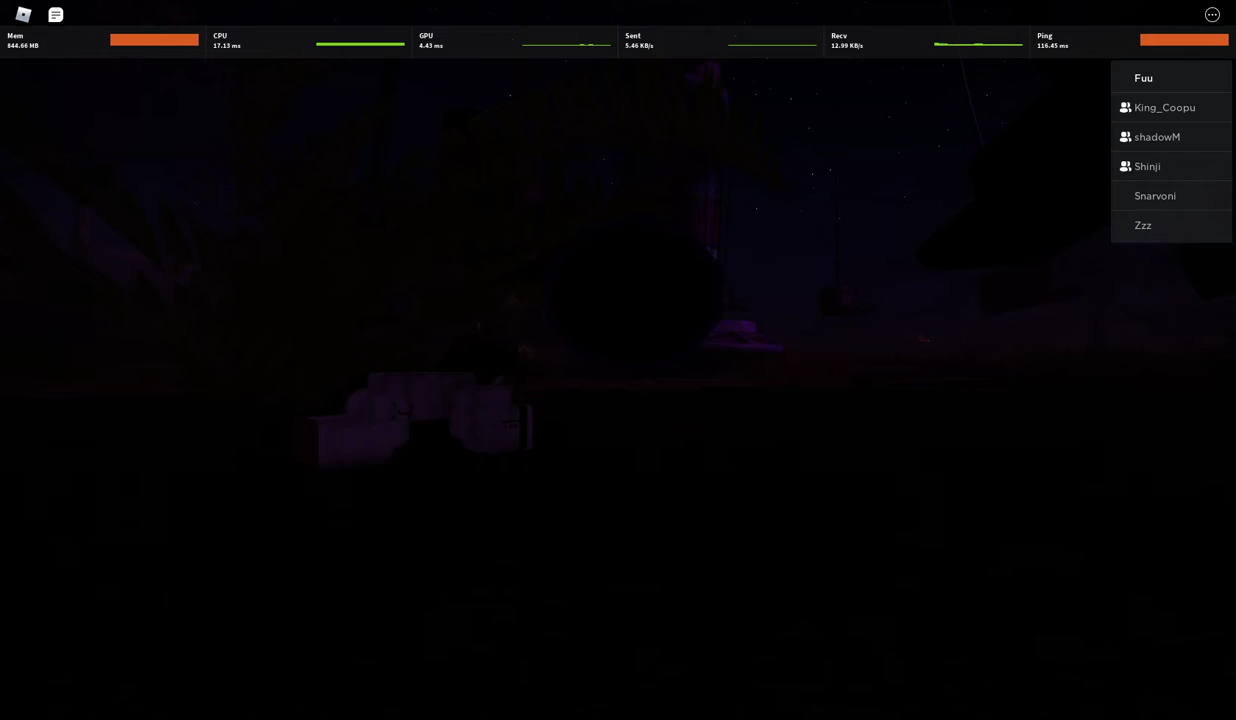 Mem
844.66 MB
CPU
17.13 ms
GPU
4.43 ms
Sent
5.46 KB/s
Recv
12.99 KB/s
Ping
116.45 ms
Fuu
King_Coopu
shadowM
Shinji
Snarvoni
Zzz